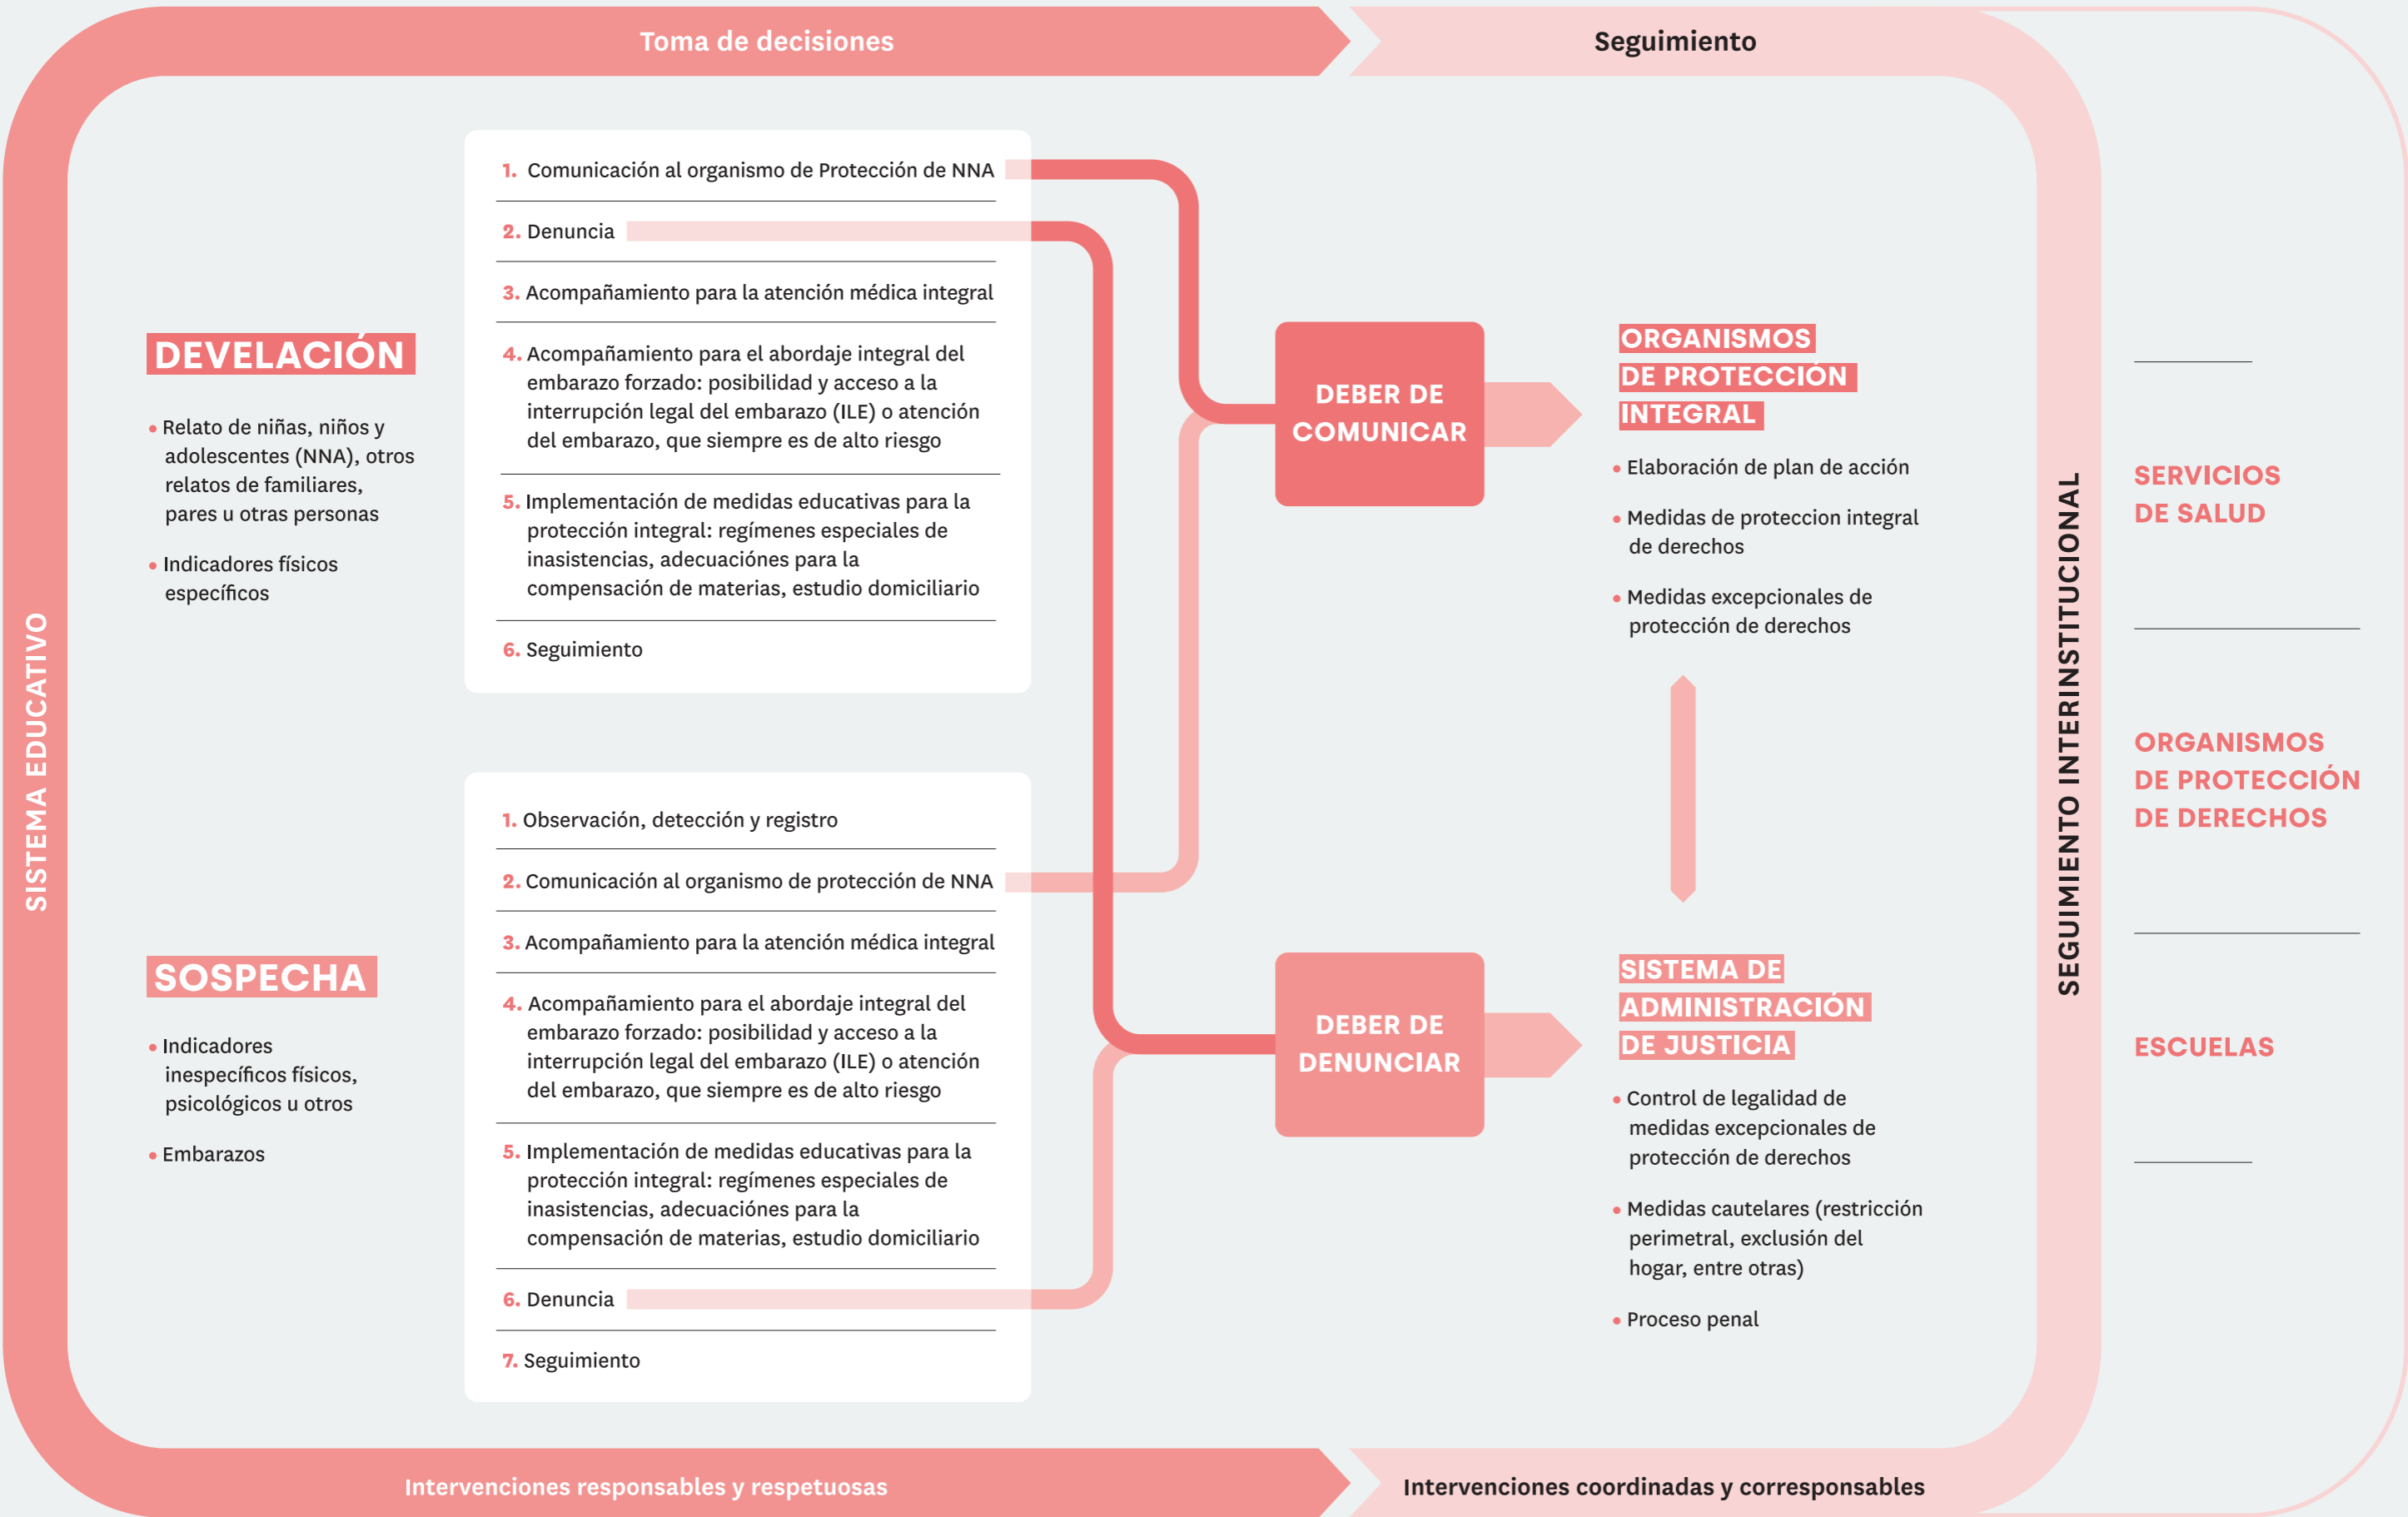 Toma de decisiones
Seguimiento
SISTEMA EDUCATIVO
DEVELACIÓN
• Relato de niñas, niños y
adolescentes (NNA), otros
relatos de familiares,
pares u otras personas
• Indicadores físicos
específicos
1. Comunicación al organismo de Protección de NNA
2. Denuncia
3. Acompañamiento para la atención médica integral
4. Acompañamiento para el abordaje integral del
embarazo forzado: posibilidad y acceso a la
interrupción legal del embarazo (ILE) o atención
del embarazo, que siempre es de alto riesgo
5. Implementación de medidas educativas para la
protección integral: regímenes especiales de
inasistencias, adecuaciónes para la
compensación de materias, estudio domiciliario
6. Seguimiento
SOSPECHA
• Indicadores
inespecíficos físicos,
psicológicos u otros
• Embarazos
1. Observación, detección y registro
2. Comunicación al organismo de protección de NNA
3. Acompañamiento para la atención médica integral
4. Acompañamiento para el abordaje integral del
embarazo forzado: posibilidad y acceso a la
interrupción legal del embarazo (ILE) o atención
del embarazo, que siempre es de alto riesgo
5. Implementación de medidas educativas para la
protección integral: regímenes especiales de
inasistencias, adecuaciónes para la
compensación de materias, estudio domiciliario
6. Denuncia
7. Seguimiento
DEBER DE
COMUNICAR
ORGANISMOS
DE PROTECCIÓN
INTEGRAL
• Elaboración de plan de acción
• Medidas de proteccion integral
de derechos
• Medidas excepcionales de
protección de derechos
DEBER DE
DENUNCIAR
SISTEMA DE
ADMINISTRACIÓN
DE JUSTICIA
• Control de legalidad de
medidas excepcionales de
protección de derechos
• Medidas cautelares (restricción
perimetral, exclusión del
hogar, entre otras)
• Proceso penal
SEGUIMIENTO INTERINSTITUCIONAL
SERVICIOS
DE SALUD
ORGANISMOS
DE PROTECCIÓN
DE DERECHOS
ESCUELAS
Intervenciones responsables y respetuosas
Intervenciones coordinadas y corresponsables